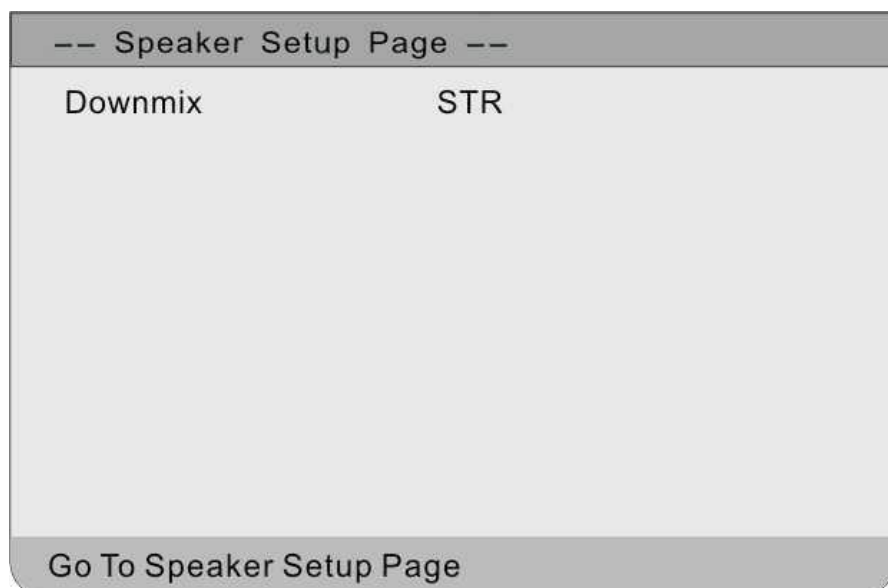 -- Speaker Setup Page --
Downmix STR
Go To Speaker Setup Page